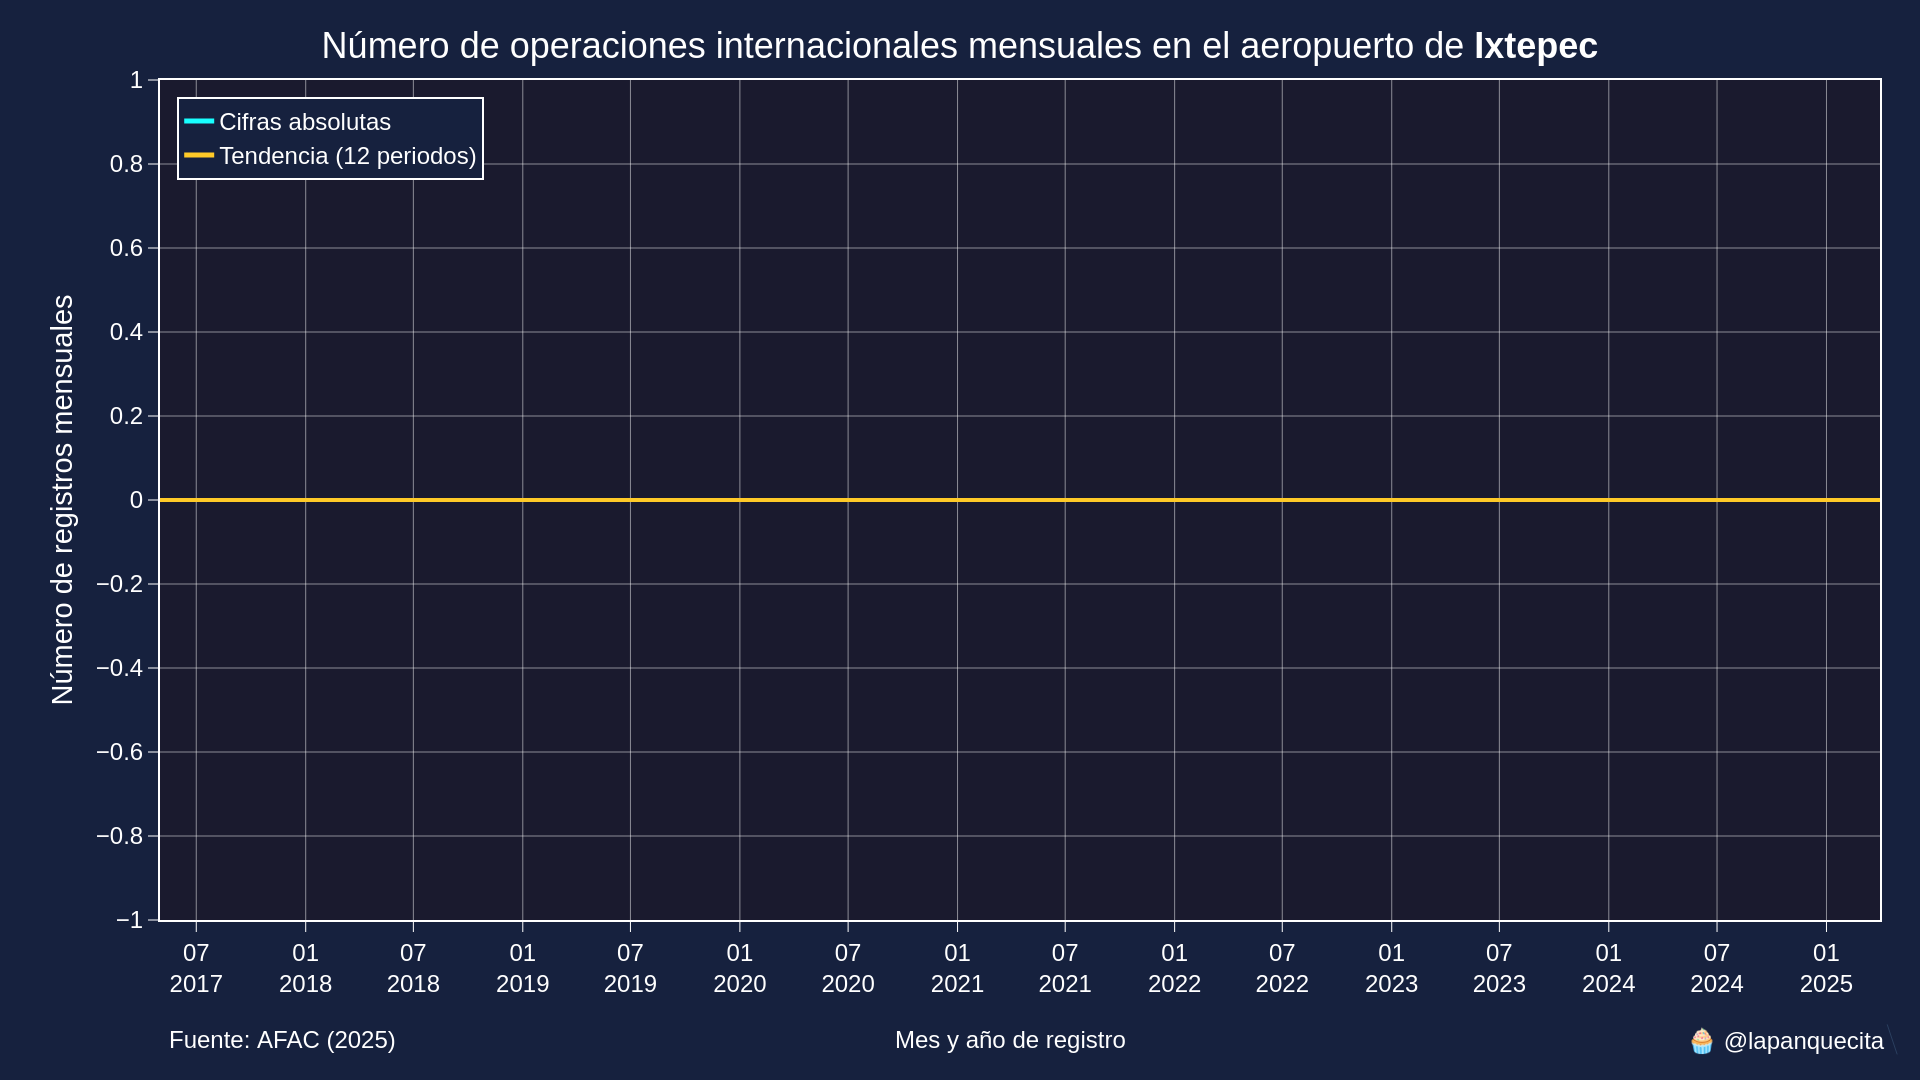 Número de operaciones internacionales mensuales en el aeropuerto de Ixtepec
Cifras absolutas
Tendencia (12 periodos)
Número de registros mensuales
1
0.8
0.6
0.4
0.2
0
−0.2
−0.4
−0.6
−0.8
−1
07 01 07 01 07 01 07 01 07 01 07 01 07 01 07 01
2017 2018 2018 2019 2019 2020 2020 2021 2021 2022 2022 2023 2023 2024 2024 2025
Fuente: AFAC (2025)
Mes y año de registro
🧁 @lapanquecita